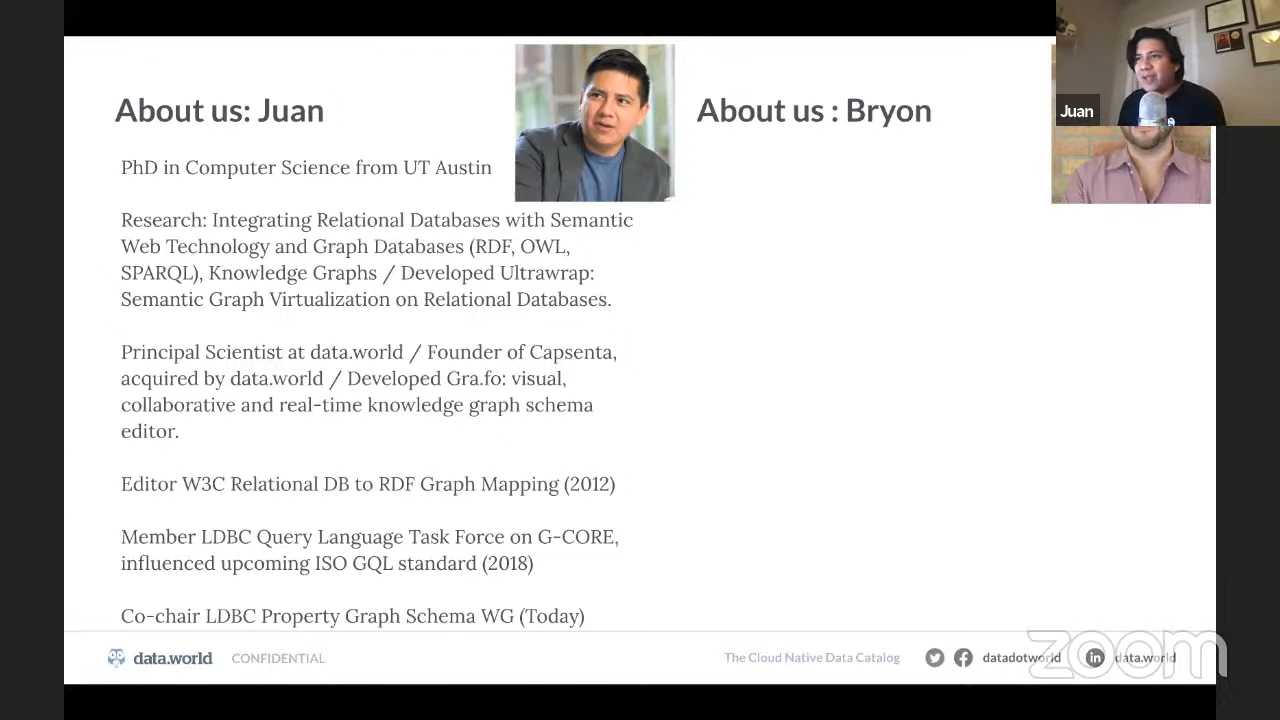 About us: Juan
PhD in Computer Science from UT Austin
Research: Integrating Relational Databases with Semantic
Web Technology and Graph Databases (RDF, OWL,
SPARQL), Knowledge Graphs / Developed Ultrawrap:
Semantic Graph Virtualization on Relational Databases.
Principal Scientist at data.world / Founder of Capsenta,
acquired by data.world / Developed Gra.fo: visual,
collaborative and real-time knowledge graph schema
editor.
Editor W3C Relational DB to RDF Graph Mapping (2012)
Member LDBC Query Language Task Force on G-CORE,
influenced upcoming ISO GQL standard (2018)
Co-chair LDBC Property Graph Schema WG (Today)
About us : Bryon
Juan
data.world
CONFIDENTIAL
The Cloud Native Data Catalog
datadotworld
in
data.world
zoom